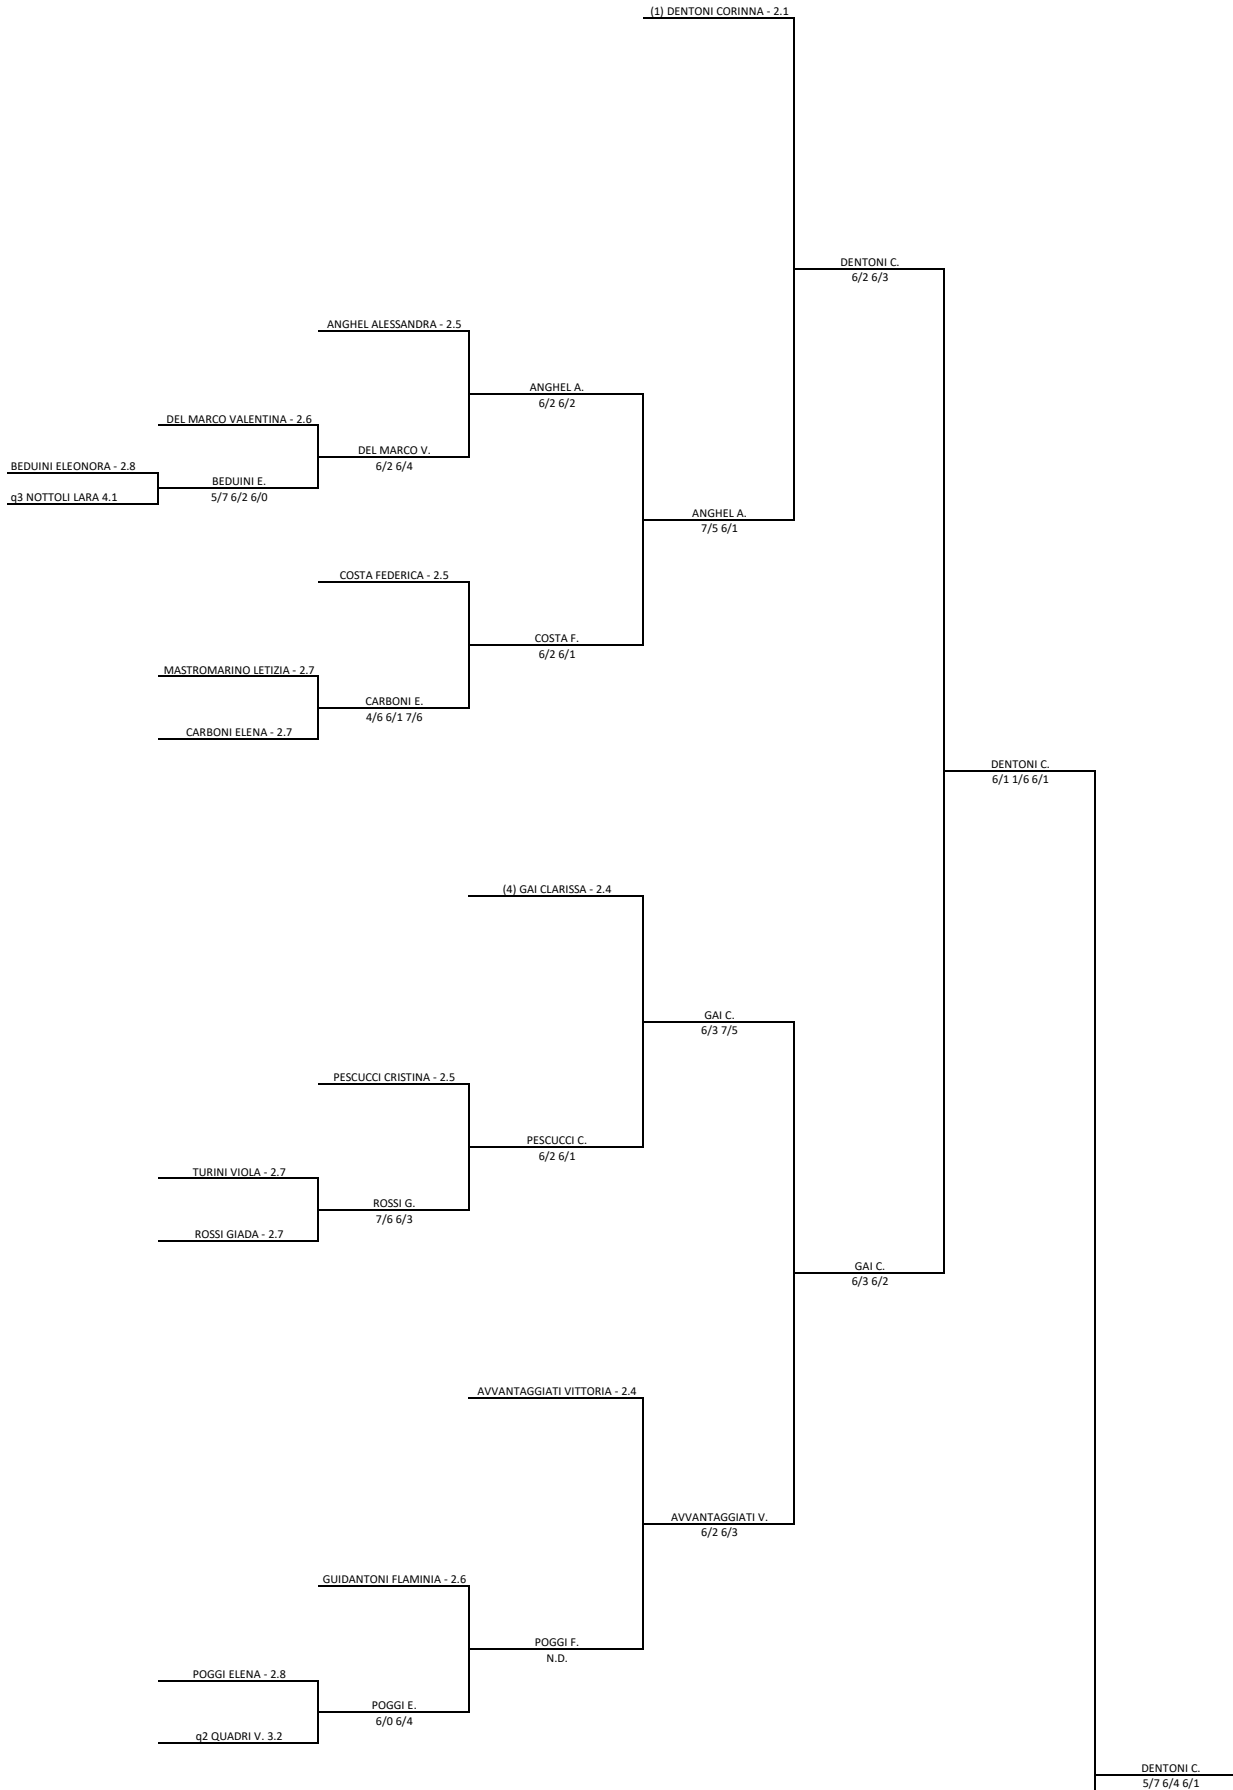 (1) DENTONI CORINNA - 2.1
DENTONI C.
6/2 6/3
ANGHEL ALESSANDRA - 2.5
ANGHEL A.
6/2 6/2
DEL MARCO VALENTINA - 2.6
DEL MARCO V.
6/2 6/4
BEDUINI ELEONORA - 2.8
BEDUINI E.
5/7 6/2 6/0
q3 NOTTOLI LARA 4.1
ANGHEL A.
7/5 6/1
COSTA FEDERICA - 2.5
COSTA F.
6/2 6/1
MASTROMARINO LETIZIA - 2.7
CARBONI E.
4/6 6/1 7/6
CARBONI ELENA - 2.7
DENTONI C.
6/1 1/6 6/1
(4) GAI CLARISSA - 2.4
GAI C.
6/3 7/5
PESCUCCI CRISTINA - 2.5
PESCUCCI C.
6/2 6/1
TURINI VIOLA - 2.7
ROSSI G.
7/6 6/3
ROSSI GIADA - 2.7
GAI C.
6/3 6/2
AVVANTAGGIATI VITTORIA - 2.4
AVVANTAGGIATI V.
6/2 6/3
GUIDANTONI FLAMINIA - 2.6
POGGI F.
N.D.
POGGI ELENA - 2.8
POGGI E.
6/0 6/4
q2 QUADRI V. 3.2
DENTONI C.
5/7 6/4 6/1